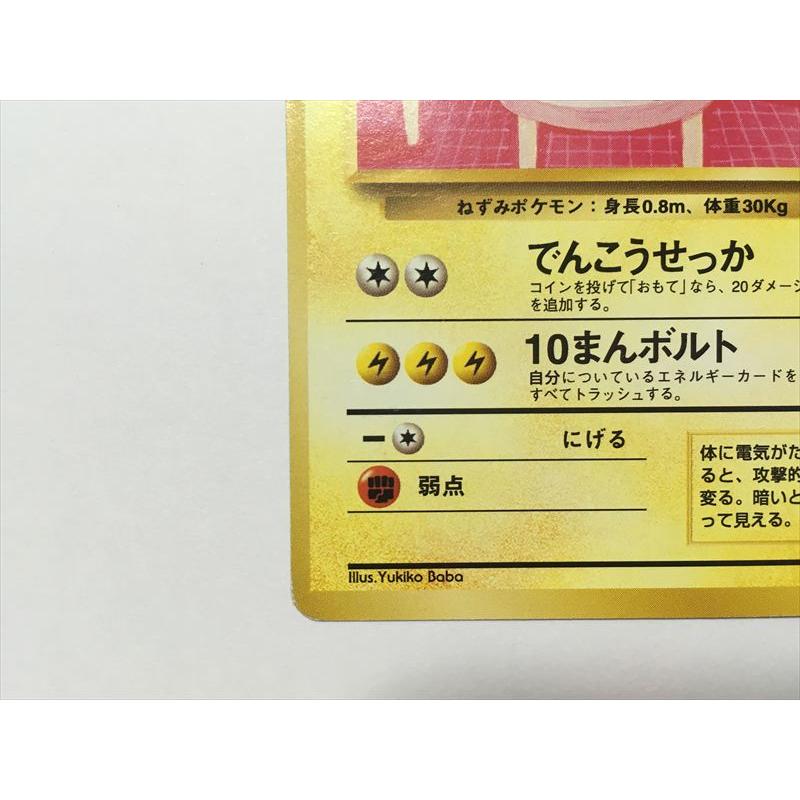 ねずみポケモン：身長0.8m、体重30Kg
でんこうせっか
コインを投げて「おもて」なら、20ダメージ
を追加する。
10まんボルト
自分についているエネルギーカードを
すべてトラッシュする。
ー にげる
弱点
体に電気がた
ると、攻撃的
変る。暗いと
って見える。
Illus.Yukiko Baba